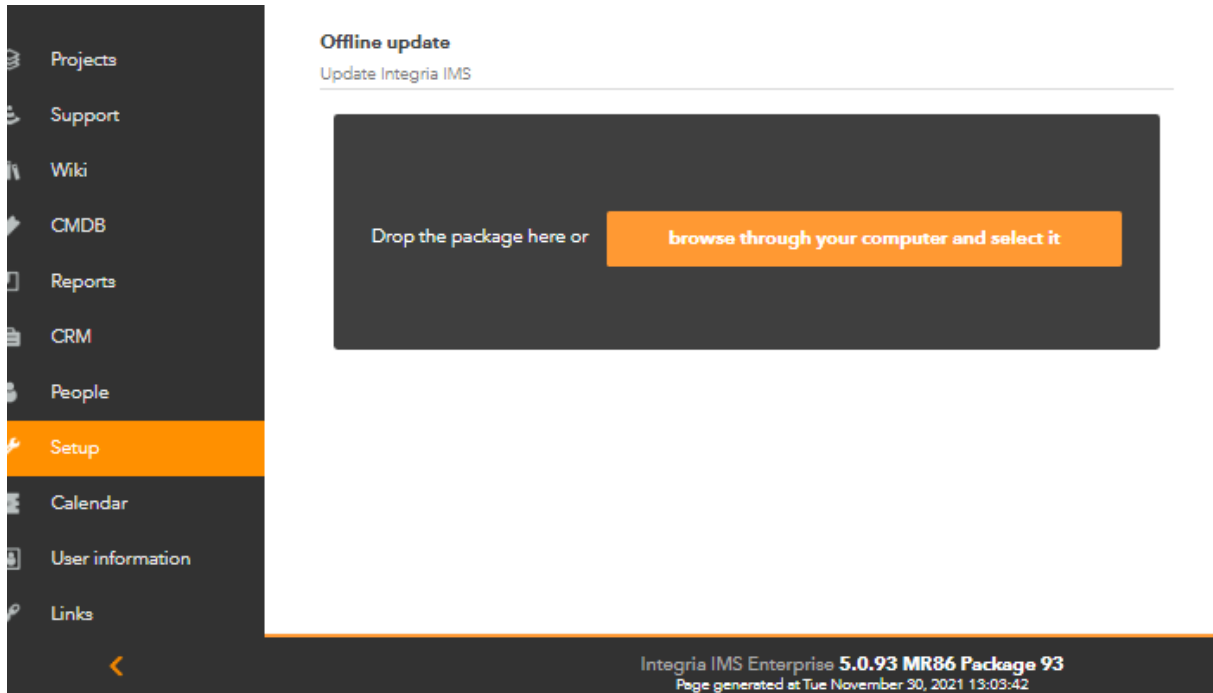 Projects
Support
Wiki
CMDB
Reports
CRM
People
Setup
Calendar
User information
Links
Offline update
Update Integria IMS
Drop the package here or
browse through your computer and select it
Integria IMS Enterprise 5.0.93 MR86 Package 93
Page generated at Tue November 30, 2021 13:03:42